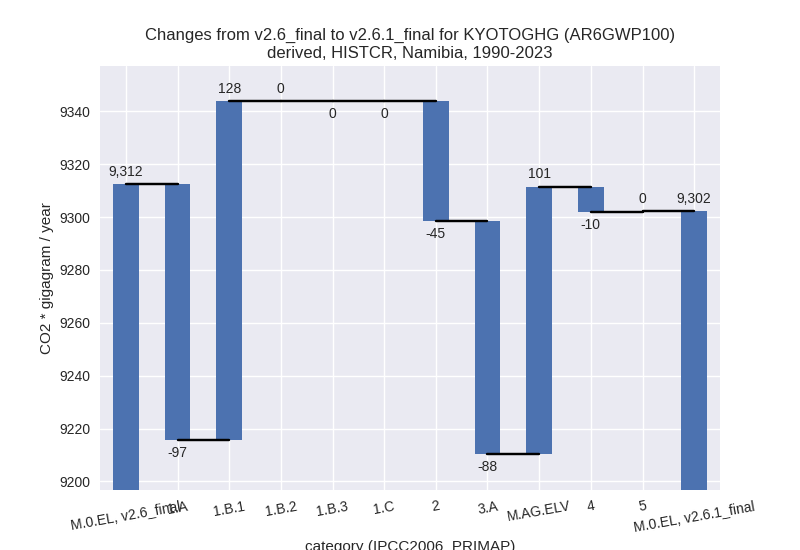 Changes from v2.6_final to v2.6.1_final for KYOTOGHG (AR6GWP100)
derived, HISTCR, Namibia, 1990-2023
CO2 * gigagram / year
9340
9320
9300
9280
9260
9240
9220
9200
9,312
-97
128
0
0
0
-45
-88
101
-10
0
9,302
M.0.EL, v2.6_final
1.A
1.B.1
1.B.2
1.B.3
1.C
2
3.A
M.AG.ELV
4
5
M.0.EL, v2.6.1_final
category (IPCC2006_PRIMAP)